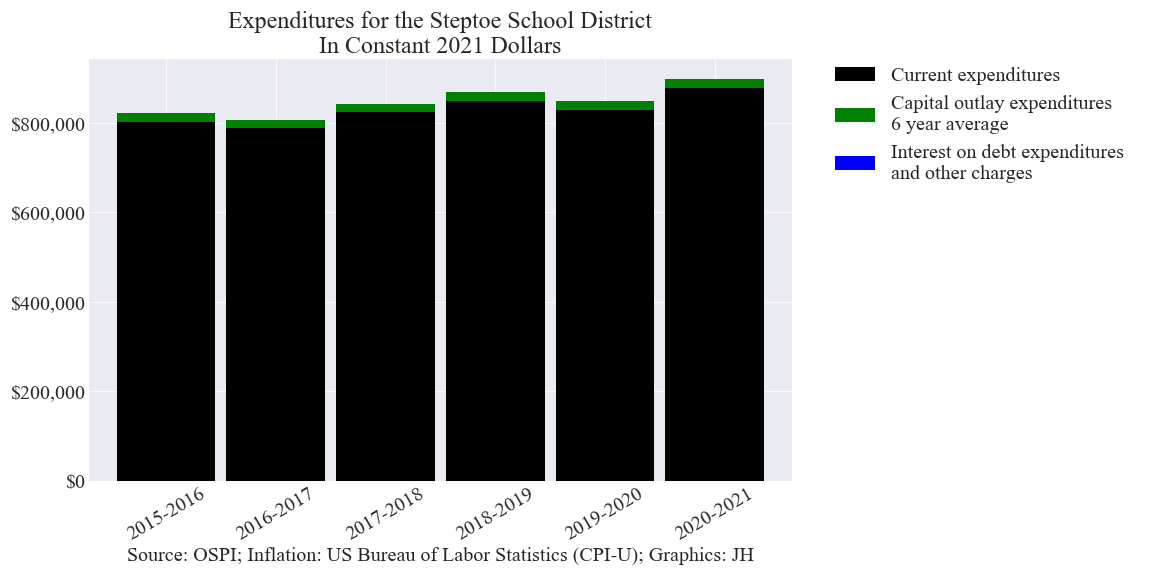 Expenditures for the Steptoe School District
In Constant 2021 Dollars
$800,000
$600,000
$400,000
$200,000
$0
2015-2016
2016-2017
2017-2018
2018-2019
2019-2020
2020-2021
Source: OSPI; Inflation: US Bureau of Labor Statistics (CPI-U); Graphics: JH
Current expenditures
Capital outlay expenditures
6 year average
Interest on debt expenditures
and other charges